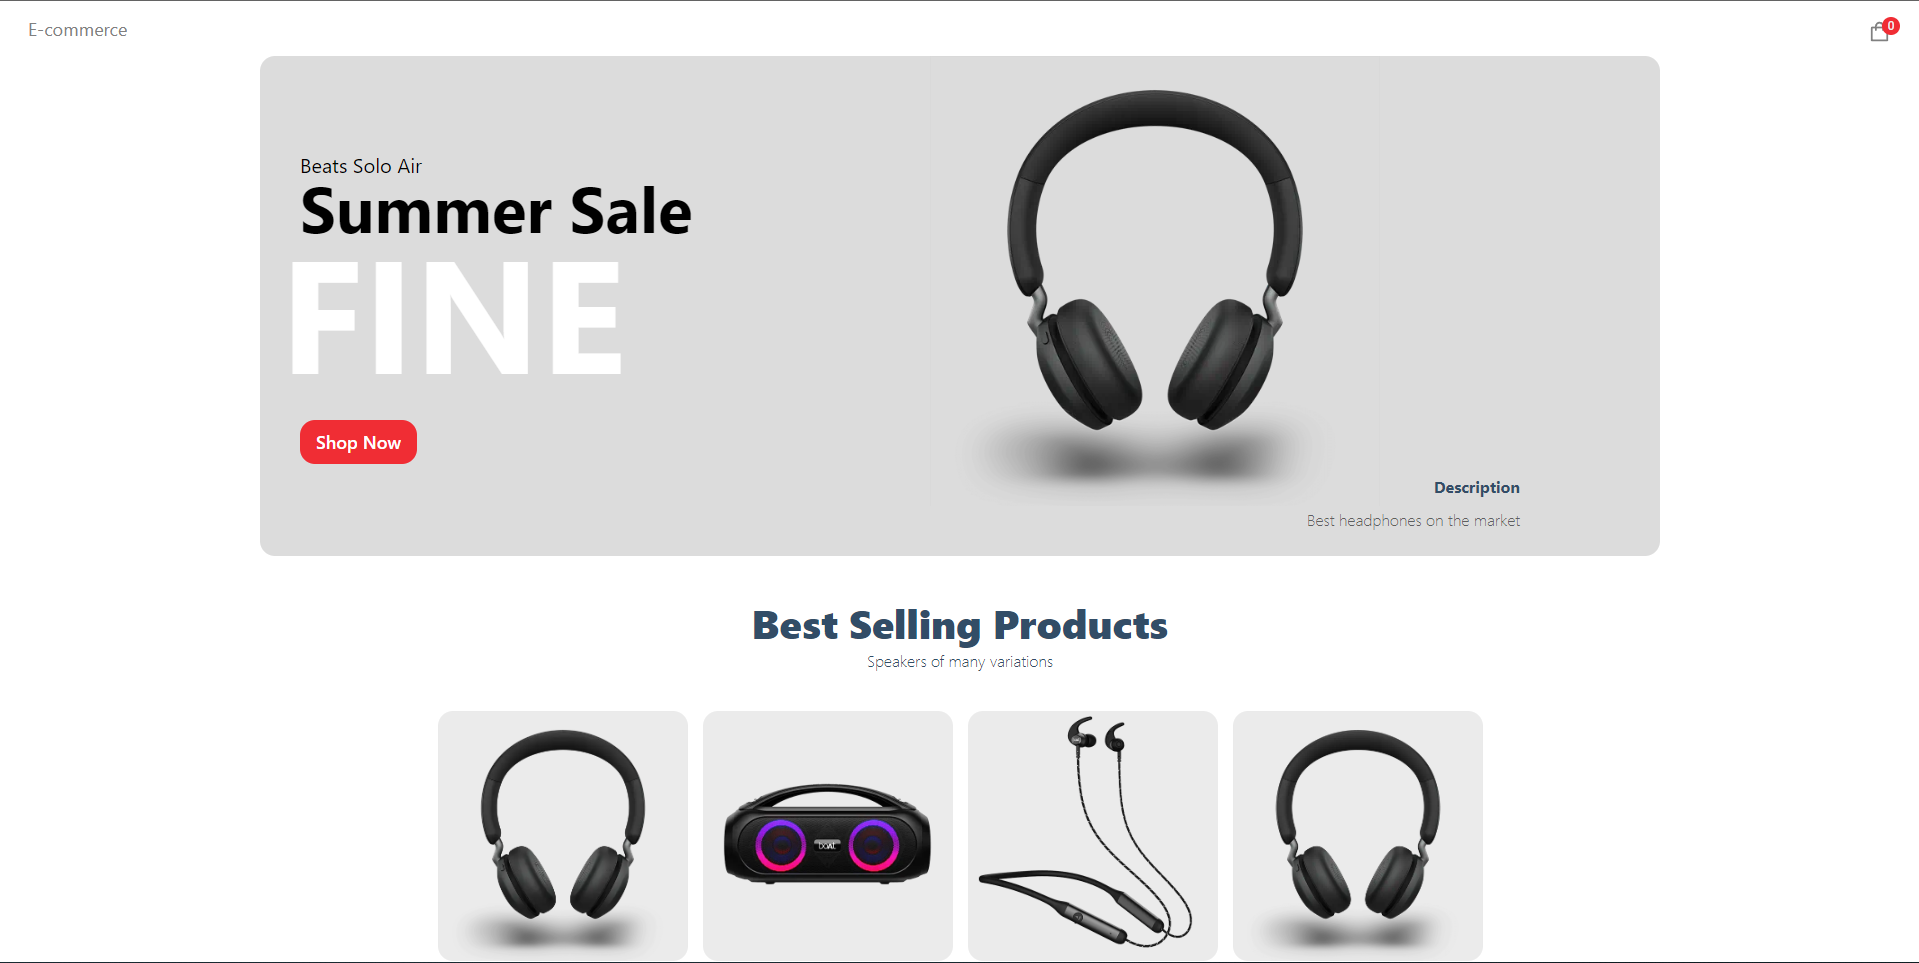 E-commerce
0
Beats Solo Air
Summer Sale
FINE
Shop Now
Description
Best headphones on the market
Best Selling Products
Speakers of many variations
boAt